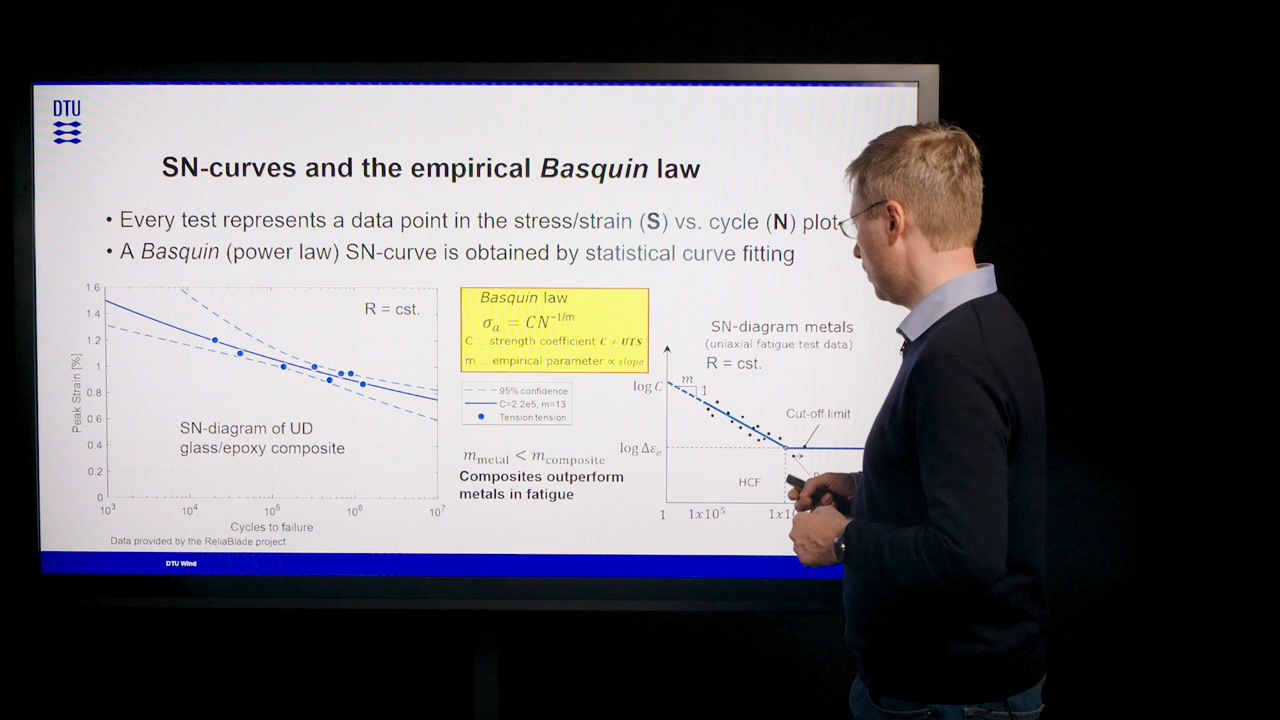 DTU
SN-curves and the empirical Basquin law
• Every test represents a data point in the stress/strain (S) vs. cycle (N) plot
• A Basquin (power law) SN-curve is obtained by statistical curve fitting
1.6
1.4
1.2
1
0.8
0.6
0.4
0.2
0
Peak Strain [%]
R = cst.
SN-diagram of UD
glass/epoxy composite
10³ 10⁴ 10⁵ 10⁶ 10⁷
Cycles to failure
Data provided by the ReliaBlade project
Basquin law
σₐ = CN^{-1/m}
C ... strength coefficient C ≠ UTS
m ... empirical parameter ∝ slope
95% confidence
C=2.2e5, m=13
Tension tension
m_metal < m_composite
Composites outperform
metals in fatigue
SN-diagram metals
(uniaxial fatigue test data)
R = cst.
log C
m
1
Cut-off limit
log Δεₑ
HCF
1 1x10⁵
DTU Wind